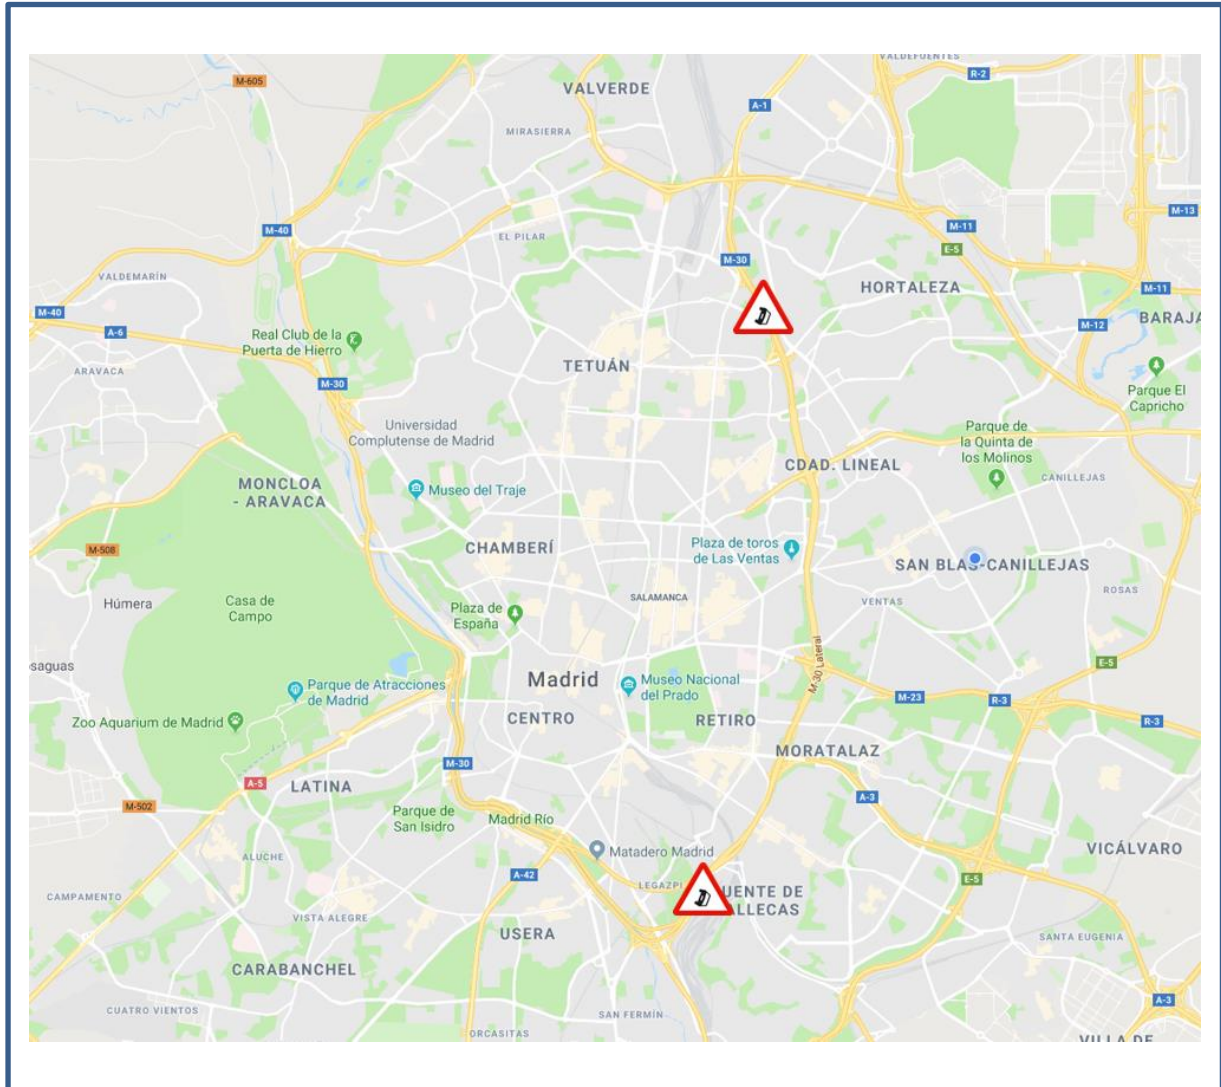 VALDEFUENTES
M-605
R-2
VALVERDE
A-1
MIRASIERRA
M-13
M-40
M-11
EL PILAR
E-5
M-30
VALDEMARÍN
HORTALEZA
M-11
M-40
M-12
BARAJA
A-6
Real Club de la
Puerta de Hierro
TETUÁN
ARAVACA
M-30
Parque El
Capricho
Universidad
Complutense de Madrid
Parque de
la Quinta de
los Molinos
CDAD. LINEAL
CANILLEJAS
MONCLOA
- ARAVACA
Museo del Traje
M-508
CHAMBERÍ
Plaza de toros
de Las Ventas
SAN BLAS-CANILLEJAS
ROSAS
Húmera
Casa de
Campo
Plaza de
España
SALAMANCA
VENTAS
osaguas
M-30 Lateral
E-5
Madrid
Museo Nacional
del Prado
Parque de Atracciones
de Madrid
M-23
R-3
R-3
Zoo Aquarium de Madrid
CENTRO
RETIRO
MORATALAZ
M-30
A-5
LATINA
A-3
M-502
Parque de
San Isidro
Madrid Río
Matadero Madrid
VICÁLVARO
ALUCHE
A-42
LEGAZPI
E-5
UENTE DE
ALLECAS
CAMPAMENTO
VISTA ALEGRE
USERA
SANTA EUGENIA
CARABANCHEL
A-3
CUATRO VIENTOS
SAN FERMÍN
ORCASITAS
VILLA DE